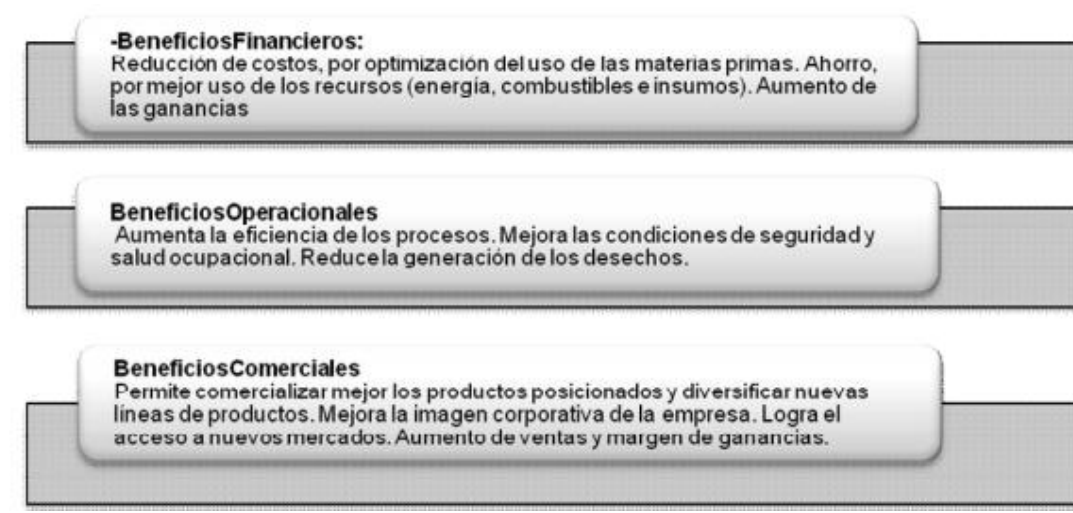 -BeneficiosFinancieros:
Reducción de costos, por optimización del uso de las materias primas. Ahorro,
por mejor uso de los recursos (energía, combustibles e insumos). Aumento de
las ganancias
BeneficiosOperacionales
Aumenta la eficiencia de los procesos. Mejora las condiciones de seguridad y
salud ocupacional. Reduce la generación de los desechos.
BeneficiosComerciales
Permite comercializar mejor los productos posicionados y diversificar nuevas
líneas de productos. Mejora la imagen corporativa de la empresa. Logra el
acceso a nuevos mercados. Aumento de ventas y margen de ganancias.